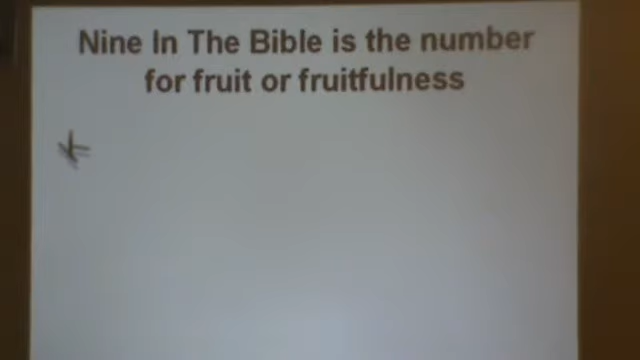 Nine In The Bible is the number
for fruit or fruitfulness